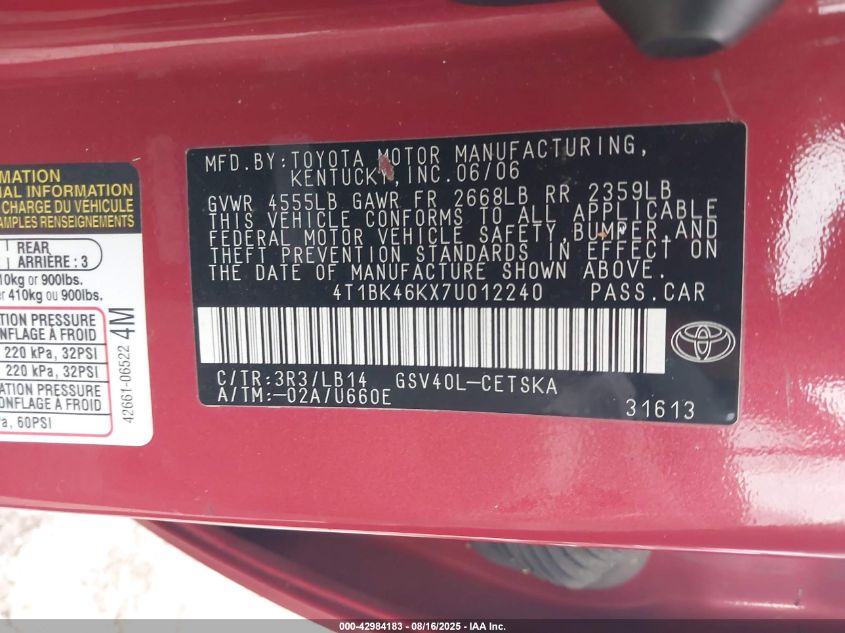 MATION
AL INFORMATION
CHARGE DU VÉHICULE
AMPLES RENSEIGNEMENTS
REAR
ARRIÈRE : 3
10kg or 900lbs.
410kg ou 900lbs.
ATION PRESSURE
NFLAGE À FROID
220 kPa, 32PSI
220 kPa, 32PSI
ATION PRESSURE
ONFLAGE À FROID
a, 60PSI
4M
42661-06522
MFD.BY:TOYOTA MOTOR MANUFACTURING,
KENTUCKY, INC. 06/06
GVWR 4555LB GAWR FR 2668LB RR 2359LB
THIS VEHICLE CONFORMS TO ALL APPLICABLE
FEDERAL MOTOR VEHICLE SAFETY, BUMPER, AND
THEFT PREVENTION STANDARDS IN EFFECT ON
THE DATE OF MANUFACTURE SHOWN ABOVE.
4T1BK46KX7U012240 PASS.CAR
C/TR:3R3/LB14 GSV40L-CETSKA
A/TM:-02A/U660E
31613
000-42984183 - 08/16/2025 - IAA Inc.